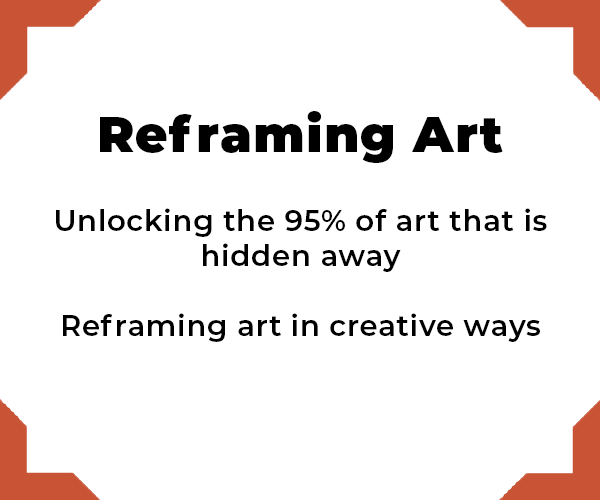 Reframing Art
Unlocking the 95% of art that is
hidden away
Reframing art in creative ways